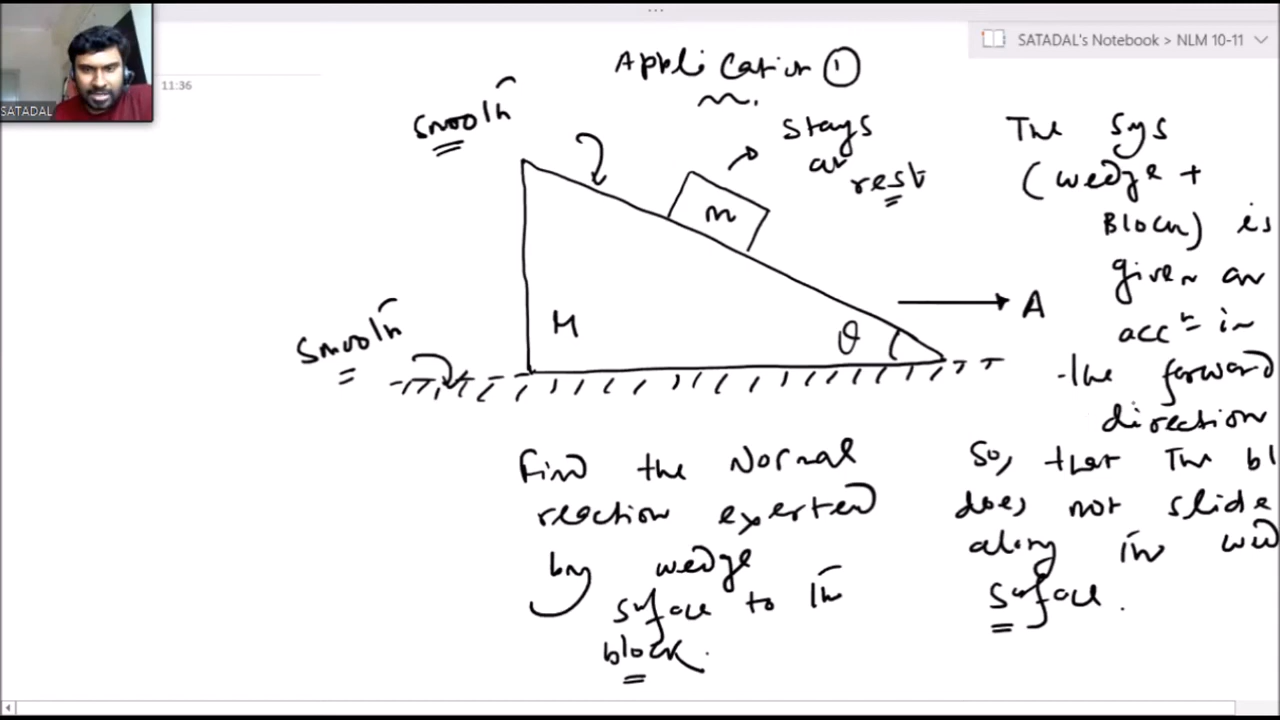 SATADAL's Notebook > NLM 10-11
SATADAL
11:36
Application ①
smooth
stays
at
rest
m
M
θ
A
smooth
The sys
(wedge +
Block) is
given an
accn in
the forward
direction
So, that the bl
does not slide
along the
surface.
Find the Normal
reaction exerted
by wedge
surface to the
block.